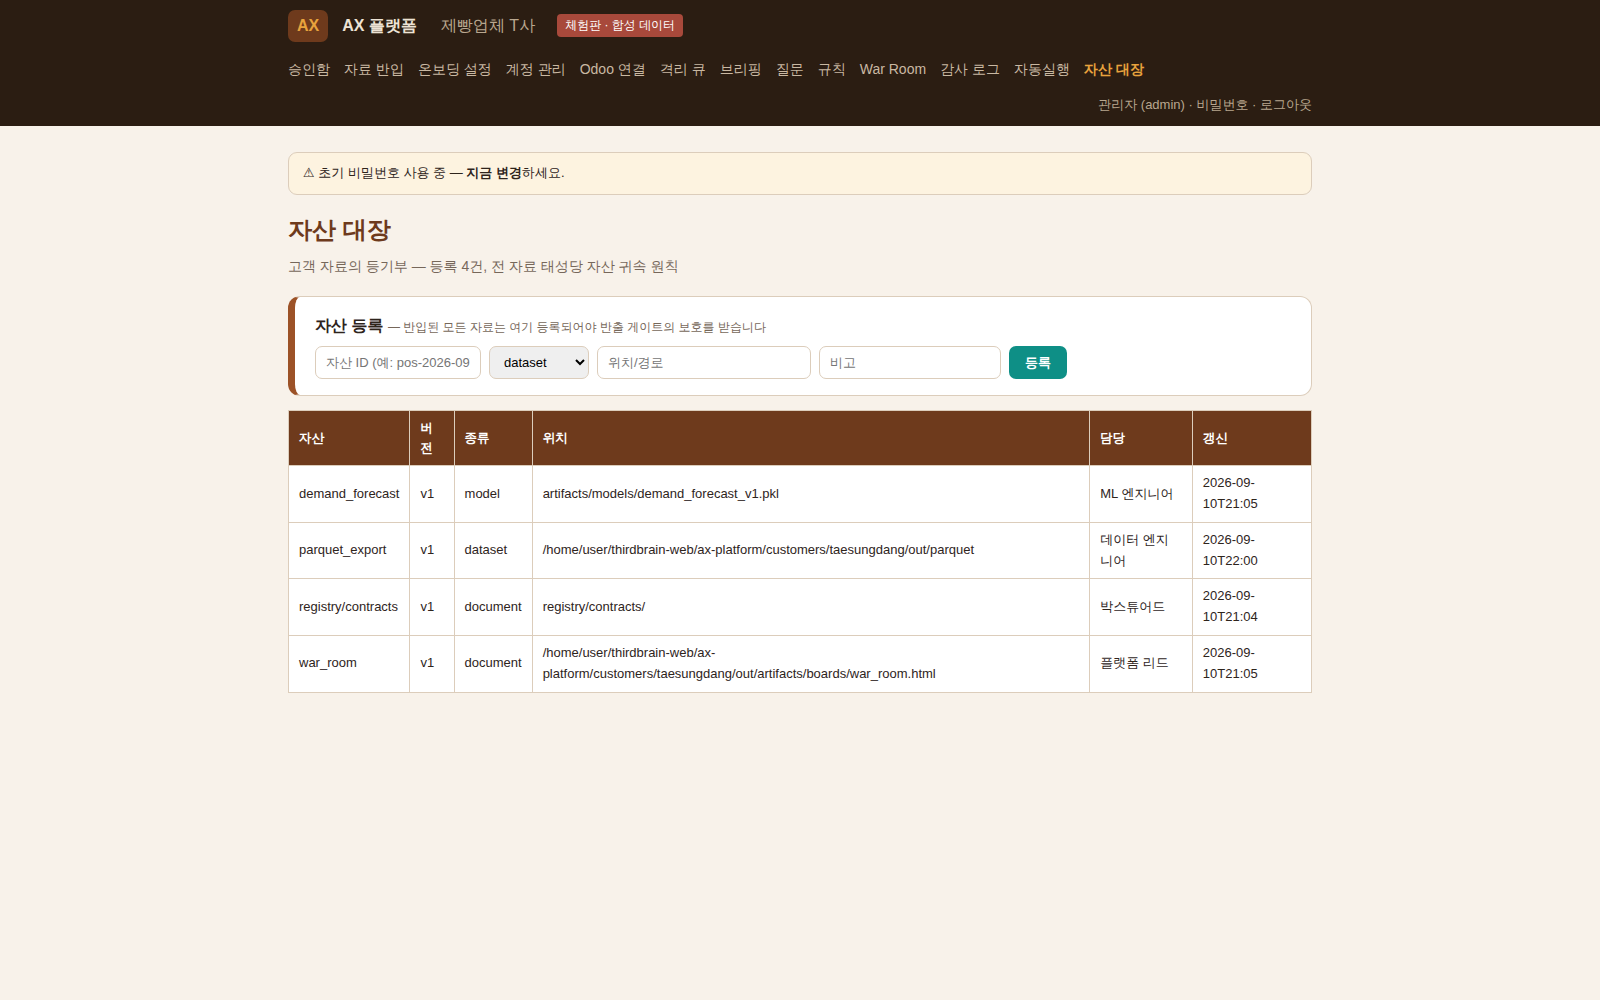 AX AX 플랫폼 제빵업체 T사 체험판 · 합성 데이터
승인함 자료 반입 온보딩 설정 계정 관리 Odoo 연결 격리 큐 브리핑 질문 규칙 War Room 감사 로그 자동실행 자산 대장
관리자 (admin) · 비밀번호 · 로그아웃
⚠ 초기 비밀번호 사용 중 — 지금 변경하세요.
자산 대장
고객 자료의 등기부 — 등록 4건, 전 자료 태성당 자산 귀속 원칙
자산 등록 — 반입된 모든 자료는 여기 등록되어야 반출 게이트의 보호를 받습니다
자산 ID (예: pos-2026-09 dataset 위치/경로 비고 등록
자산 버전 종류 위치 담당 갱신
demand_forecast v1 model artifacts/models/demand_forecast_v1.pkl ML 엔지니어 2026-09-10T21:05
parquet_export v1 dataset /home/user/thirdbrain-web/ax-platform/customers/taesungdang/out/parquet 데이터 엔지니어 2026-09-10T22:00
registry/contracts v1 document registry/contracts/ 박스튜어드 2026-09-10T21:04
war_room v1 document /home/user/thirdbrain-web/ax-platform/customers/taesungdang/out/artifacts/boards/war_room.html 플랫폼 리드 2026-09-10T21:05